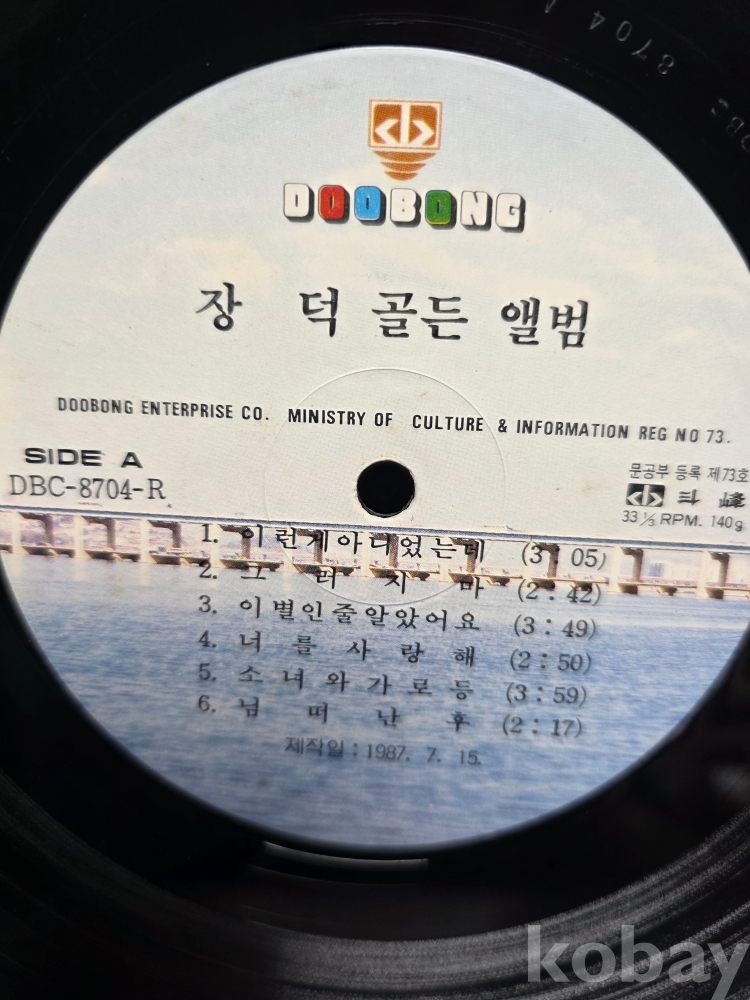 8704
DOOBONG
장 덕 골든 앨범
DOOBONG ENTERPRISE CO. MINISTRY OF CULTURE & INFORMATION REG NO 73.
SIDE A
DBC-8704-R
문공부 등록 제73호
斗峰
33⅓ RPM. 140g
1. 이런게아니었는데 (3 : 05)
2. 그러지마 (2 : 42)
3. 이별인줄알았어요 (3 : 49)
4. 너를사랑해 (2 : 50)
5. 소녀와가로등 (3 : 59)
6. 님떠난후 (2 : 17)
제작일 : 1987. 7. 15.
kobay